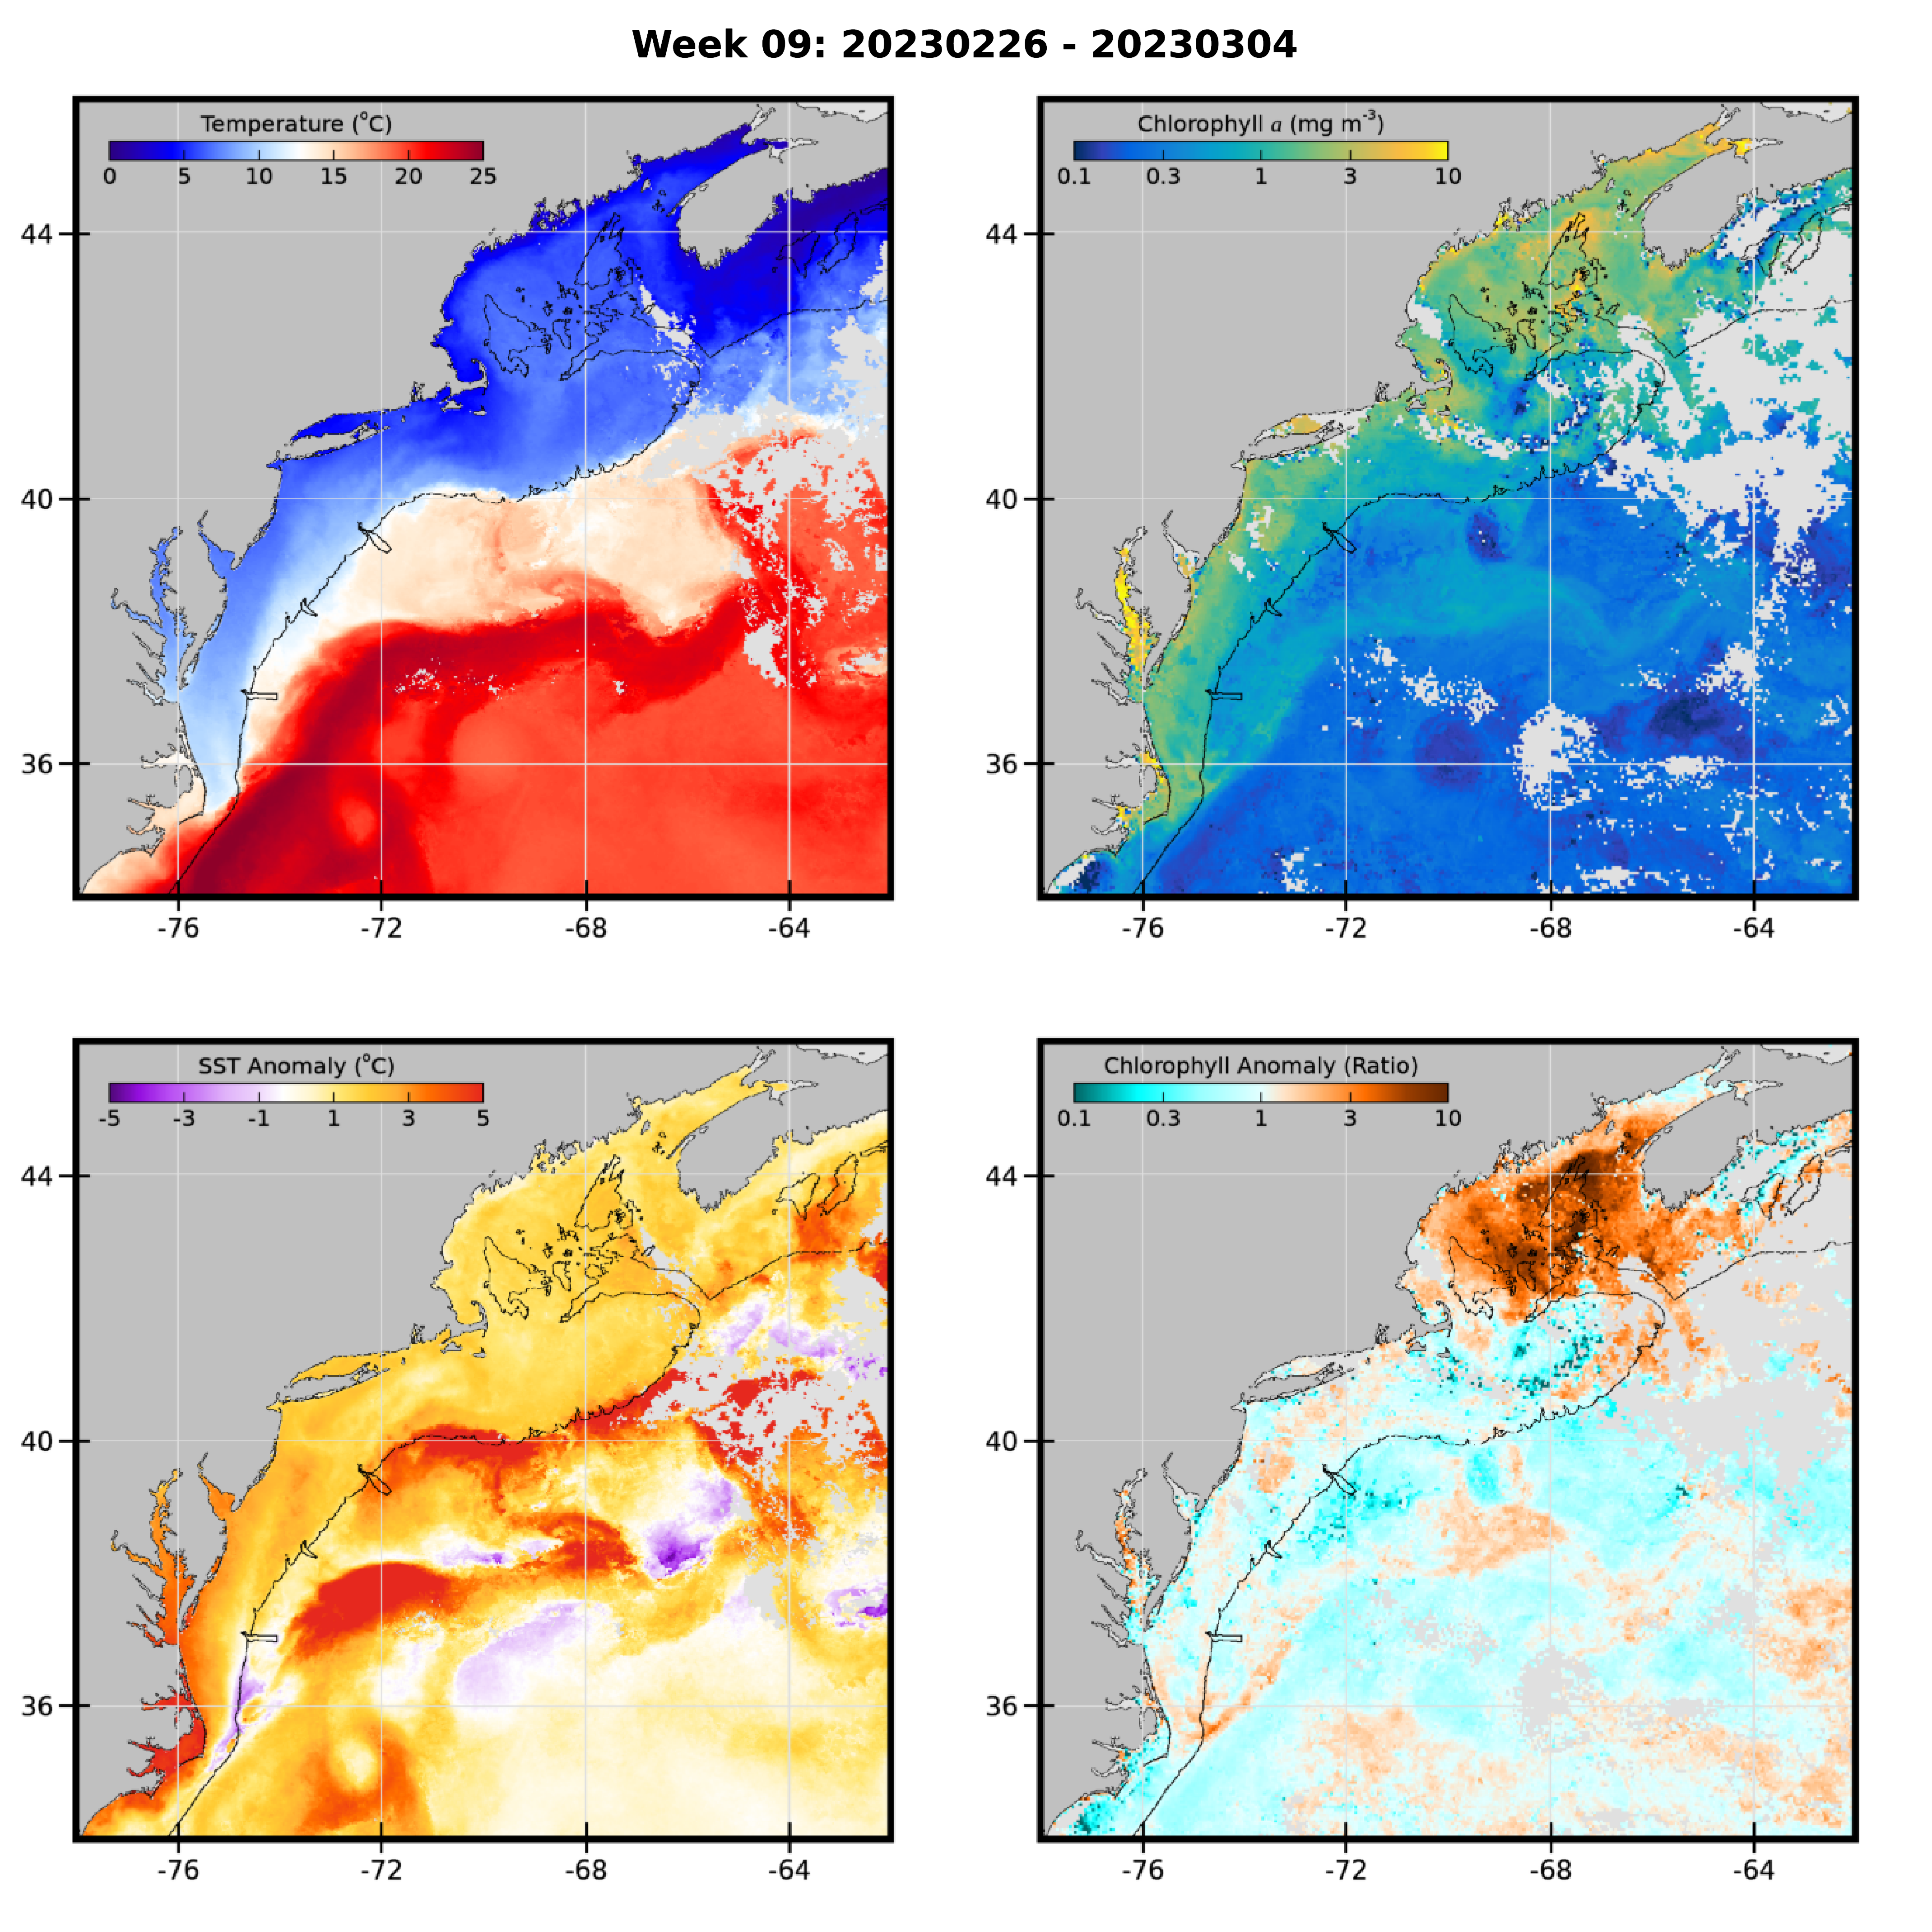 Week 09: 20230226 - 20230304
Temperature (°C)
0 5 10 15 20 25
44
40
36
-76 -72 -68 -64
Chlorophyll a (mg m⁻³)
0.1 0.3 1 3 10
44
40
36
-76 -72 -68 -64
SST Anomaly (°C)
-5 -3 -1 1 3 5
44
40
36
-76 -72 -68 -64
Chlorophyll Anomaly (Ratio)
0.1 0.3 1 3 10
44
40
36
-76 -72 -68 -64